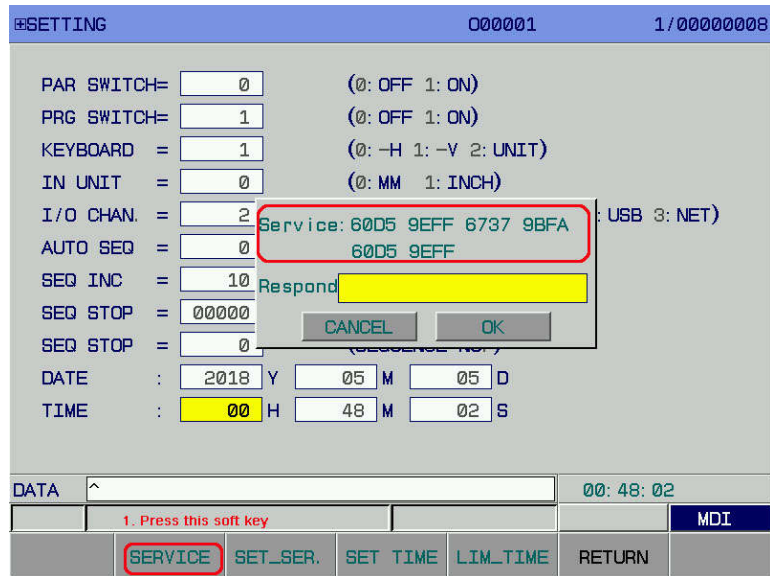 ⊞SETTING O00001 1/00000008
PAR SWITCH= 0 (0: OFF 1: ON)
PRG SWITCH= 1 (0: OFF 1: ON)
KEYBOARD = 1 (0: -H 1: -V 2: UNIT)
IN UNIT = 0 (0: MM 1: INCH)
I/O CHAN. = 2 : USB 3: NET)
AUTO SEQ = 0
SEQ INC = 10
SEQ STOP = 00000
SEQ STOP = 0
Service: 60D5 9EFF 6737 9BFA
60D5 9EFF
Respond
CANCEL OK
DATE : 2018 Y 05 M 05 D
TIME : 00 H 48 M 02 S
DATA ^ 00: 48: 02
1. Press this soft key MDI
SERVICE SET_SER. SET TIME LIM_TIME RETURN